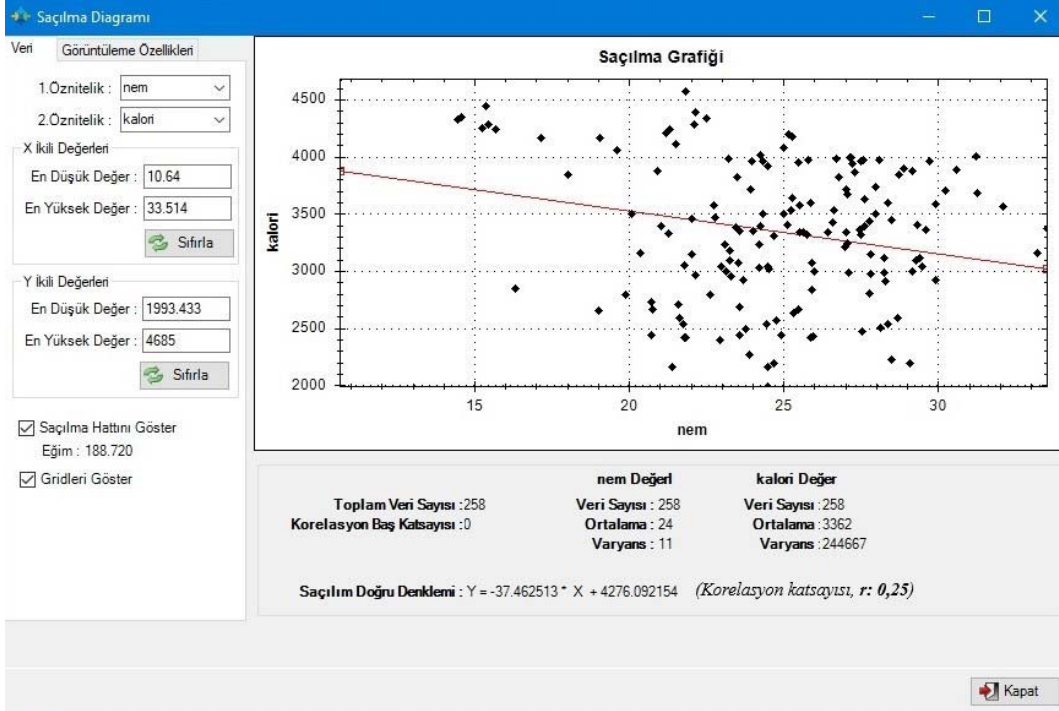 Saçılma Diagramı
Veri
Görüntüleme Özellikleri
1.Öznitelik : nem
2.Öznitelik : kalori
X İkili Değerleri
En Düşük Değer : 10.64
En Yüksek Değer : 33.514
Sıfırla
Y İkili Değerleri
En Düşük Değer : 1993.433
En Yüksek Değer : 4685
Sıfırla
Saçılma Hattını Göster
Eğim : 188.720
Gridleri Göster
Saçılma Grafiği
kalori
4500
4000
3500
3000
2500
2000
15 20 25 30
nem
nem Değerl kalori Değer
Toplam Veri Sayısı :258 Veri Sayısı : 258 Veri Sayısı :258
Korelasyon Baş Katsayısı :0 Ortalama : 24 Ortalama :3362
Varyans : 11 Varyans :244667
Saçılım Doğru Denklemi : Y = -37.462513 * X + 4276.092154 (Korelasyon katsayısı, r: 0,25)
Kapat